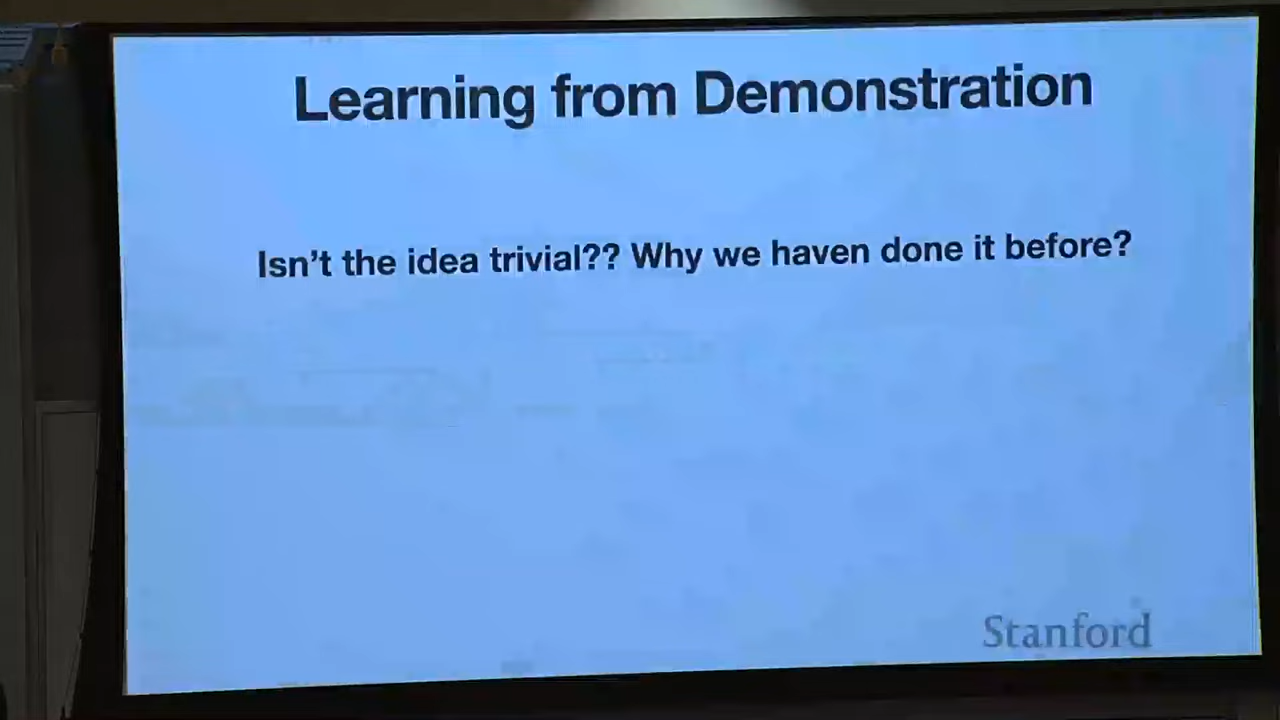 Learning from Demonstration
Isn't the idea trivial?? Why we haven done it before?
Stanford